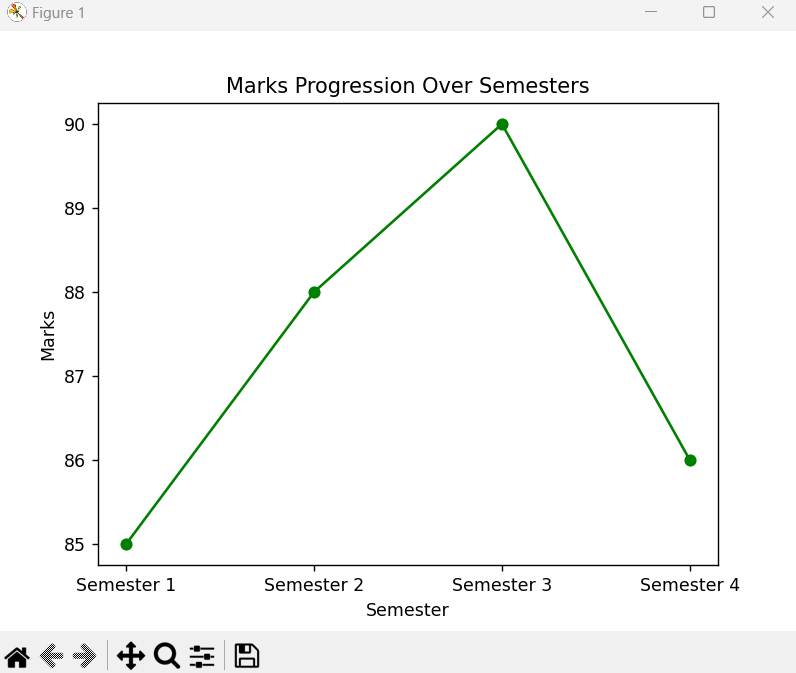 Figure 1
Marks Progression Over Semesters
90
89
88
87
86
85
Marks
Semester 1 Semester 2 Semester 3 Semester 4
Semester